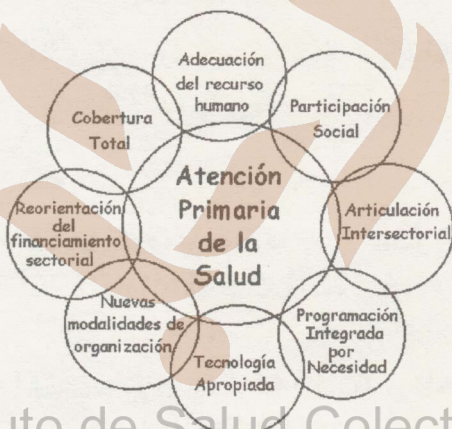 Adecuación
del recurso
humano
Participación
Social
Articulación
Intersectorial
Programación
Integrada
por
Necesidad
Tecnología
Apropiada
Nuevas
modalidades de
organización
Reorientación
del
financiamiento
sectorial
Cobertura
Total
Atención
Primaria
de la
Salud
uto de Salud Colect